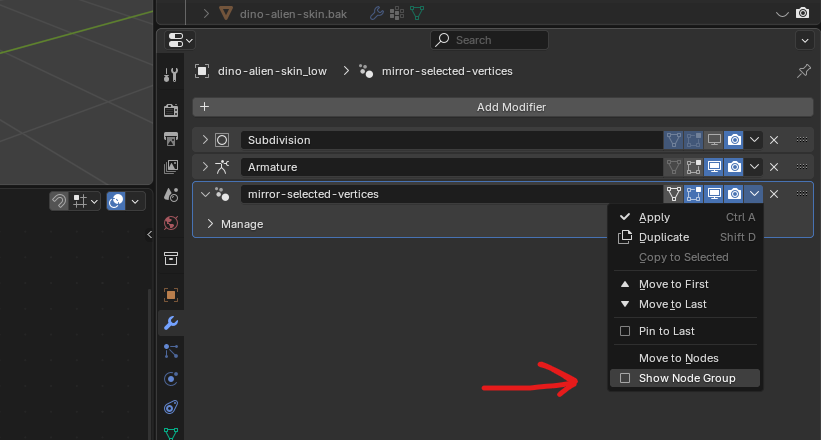 dino-alien-skin.bak
Search
dino-alien-skin_low
mirror-selected-vertices
Add Modifier
Subdivision
Armature
mirror-selected-vertices
Manage
Apply Ctrl A
Duplicate Shift D
Copy to Selected
Move to First
Move to Last
Pin to Last
Move to Nodes
Show Node Group